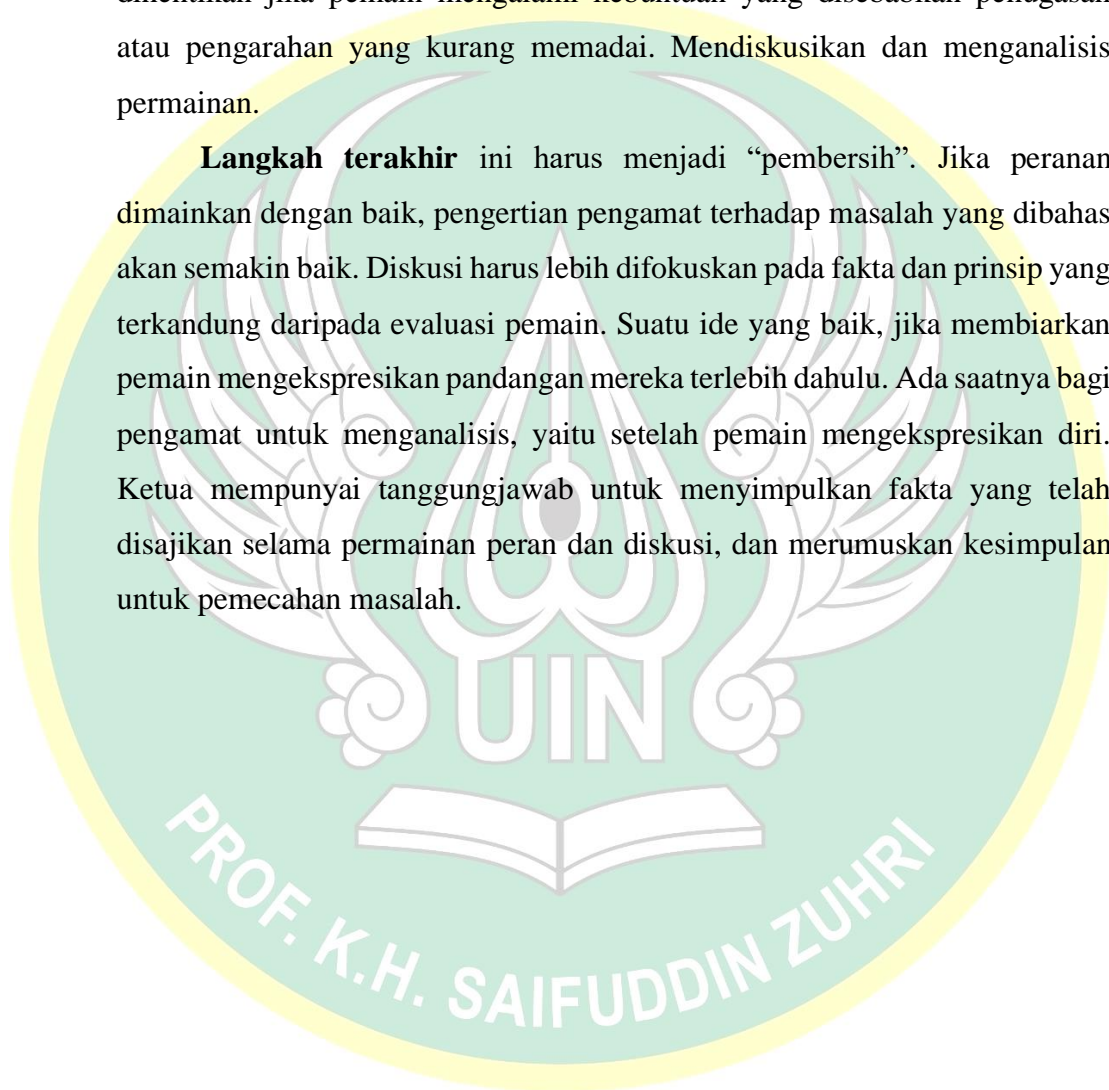 atau pengarahan yang kurang memadai. Mendiskusikan dan menganalisis
permainan.
Langkah terakhir ini harus menjadi “pembersih”. Jika peranan
dimainkan dengan baik, pengertian pengamat terhadap masalah yang dibahas
akan semakin baik. Diskusi harus lebih difokuskan pada fakta dan prinsip yang
terkandung daripada evaluasi pemain. Suatu ide yang baik, jika membiarkan
pemain mengekspresikan pandangan mereka terlebih dahulu. Ada saatnya bagi
pengamat untuk menganalisis, yaitu setelah pemain mengekspresikan diri.
Ketua mempunyai tanggungjawab untuk menyimpulkan fakta yang telah
disajikan selama permainan peran dan diskusi, dan merumuskan kesimpulan
untuk pemecahan masalah.
UIN
PROF. K.H. SAIFUDDIN ZUHRI